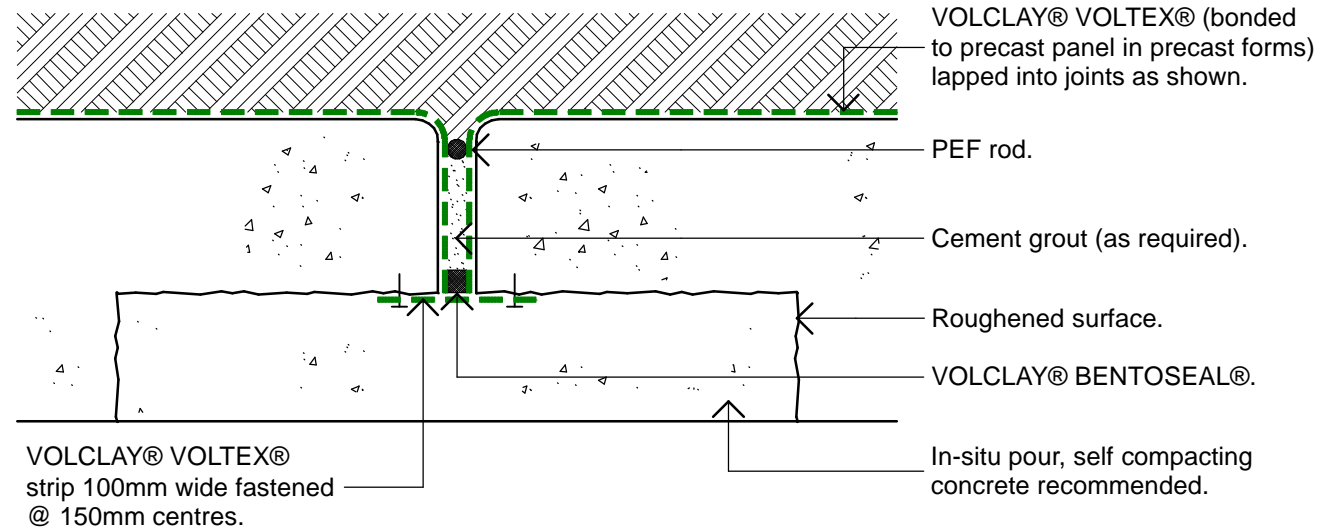 VOLCLAY® VOLTEX® (bonded
to precast panel in precast forms)
lapped into joints as shown.
PEF rod.
Cement grout (as required).
Roughened surface.
VOLCLAY® BENTOSEAL®.
In-situ pour, self compacting
concrete recommended.
VOLCLAY® VOLTEX®
strip 100mm wide fastened
@ 150mm centres.